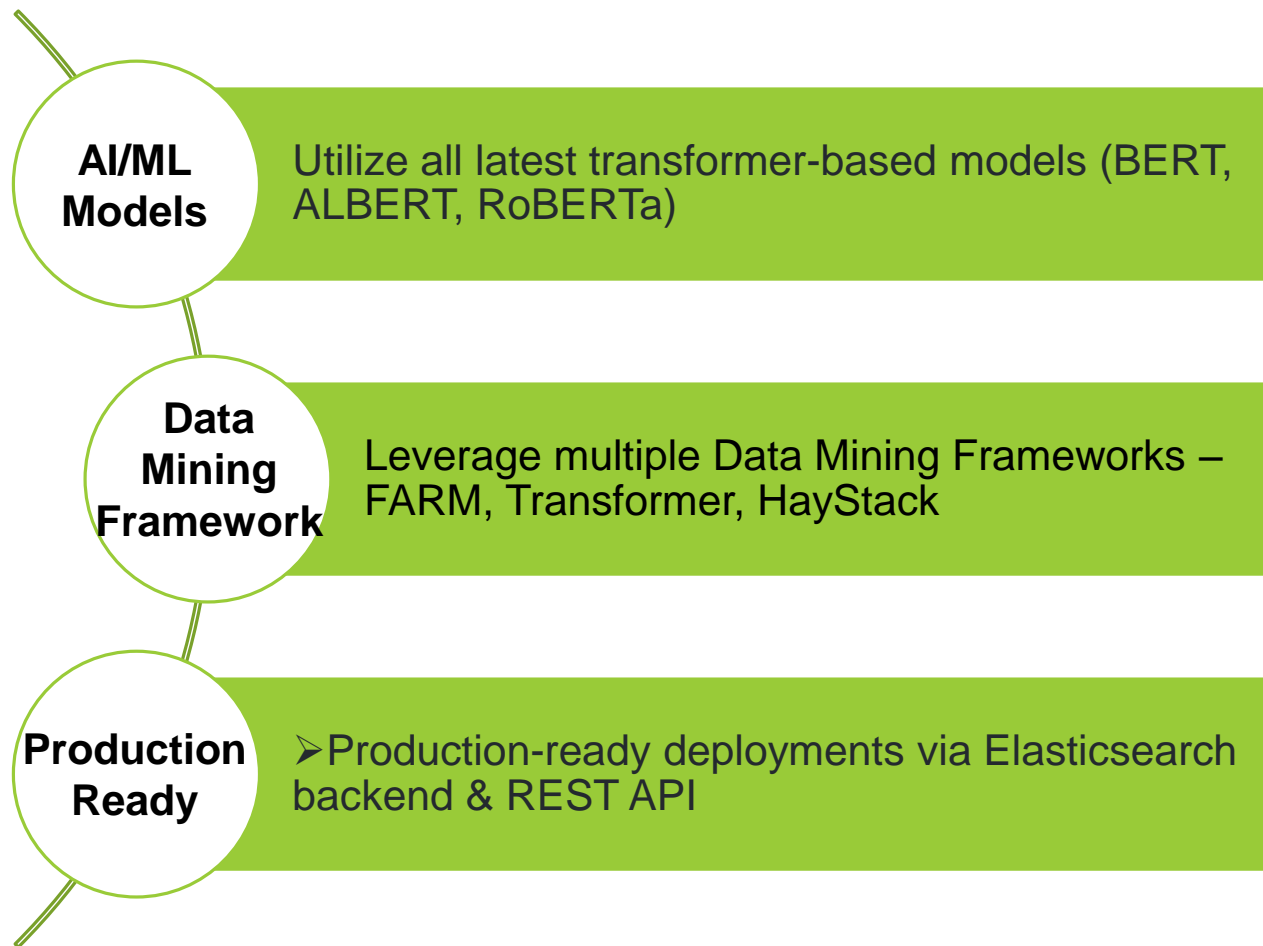 AI/ML
Models
Utilize all latest transformer-based models (BERT,
ALBERT, RoBERTa)
Data
Mining
Framework
Leverage multiple Data Mining Frameworks –
FARM, Transformer, HayStack
Production
Ready
➢Production-ready deployments via Elasticsearch
backend & REST API